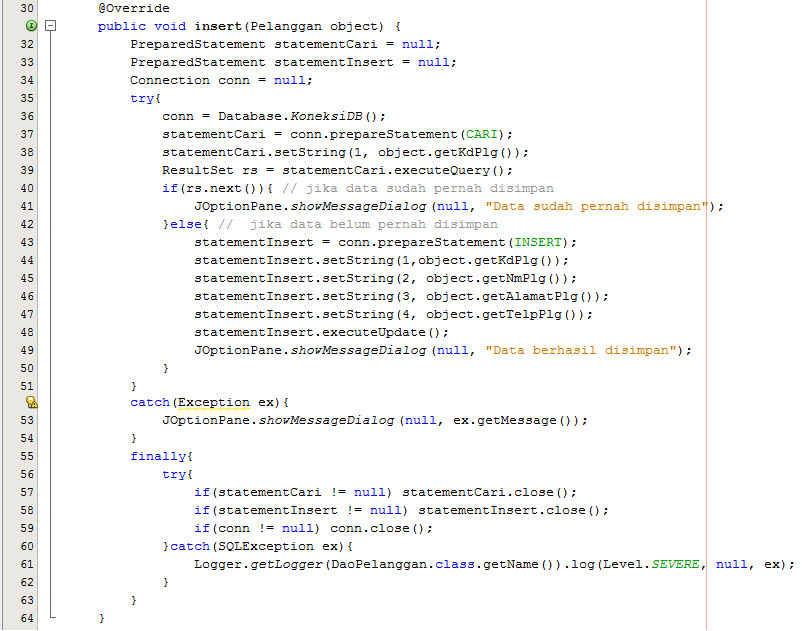 30 @Override
public void insert(Pelanggan object) {
32 PreparedStatement statementCari = null;
33 PreparedStatement statementInsert = null;
34 Connection conn = null;
35 try{
36 conn = Database.KoneksiDB();
37 statementCari = conn.prepareStatement(CARI);
38 statementCari.setString(1, object.getKdPlg());
39 ResultSet rs = statementCari.executeQuery();
40 if(rs.next()){ // jika data sudah pernah disimpan
41 JOptionPane.showMessageDialog(null, "Data sudah pernah disimpan");
42 }else{ //  jika data belum pernah disimpan
43 statementInsert = conn.prepareStatement(INSERT);
44 statementInsert.setString(1,object.getKdPlg());
45 statementInsert.setString(2, object.getNmPlg());
46 statementInsert.setString(3, object.getAlamatPlg());
47 statementInsert.setString(4, object.getTelpPlg());
48 statementInsert.executeUpdate();
49 JOptionPane.showMessageDialog(null, "Data berhasil disimpan");
50 }
51 }
catch(Exception ex){
53 JOptionPane.showMessageDialog(null, ex.getMessage());
54 }
55 finally{
56 try{
57 if(statementCari != null) statementCari.close();
58 if(statementInsert != null) statementInsert.close();
59 if(conn != null) conn.close();
60 }catch(SQLException ex){
61 Logger.getLogger(DaoPelanggan.class.getName()).log(Level.SEVERE, null, ex);
62 }
63 }
64 }